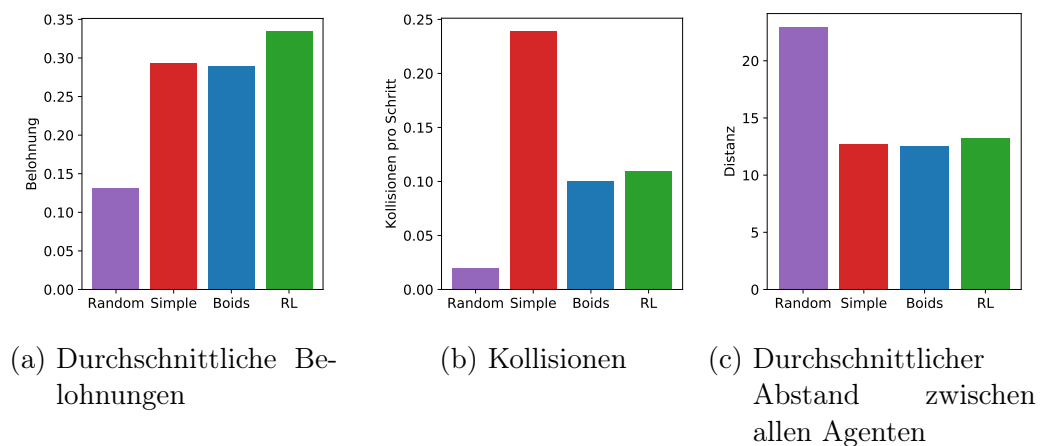 0.35
0.30
0.25
0.20
0.15
0.10
0.05
0.00
Belohnung
Random Simple Boids RL
(a) Durchschnittliche Be-
lohnungen
0.25
0.20
0.15
0.10
0.05
0.00
Kollisionen pro Schritt
Random Simple Boids RL
(b) Kollisionen
20
15
10
5
0
Distanz
Random Simple Boids RL
(c) Durchschnittlicher
Abstand zwischen
allen Agenten